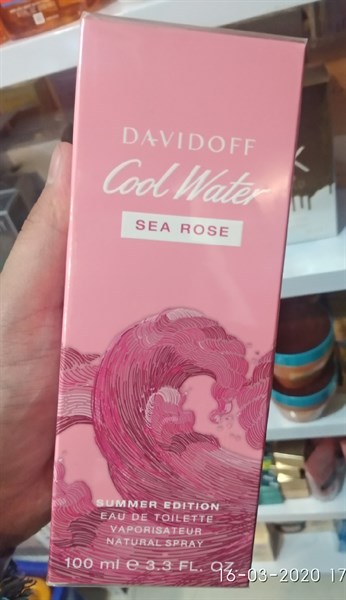 DAVIDOFF
Cool Water
SEA ROSE
SUMMER EDITION
EAU DE TOILETTE
VAPORISATEUR
NATURAL SPRAY
100 ml e 3.3 FL. OZ.
16-03-2020 17